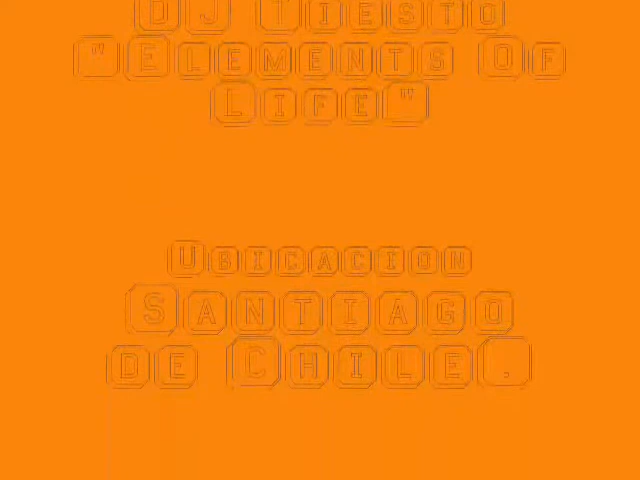 DJ Tiesto
"Elements Of
Life"
Ubicacion
Santiago
de Chile.